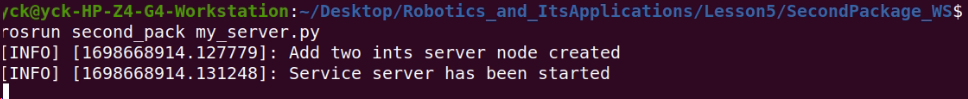 yck@yck-HP-Z4-G4-Workstation:~/Desktop/Robotics_and_ItsApplications/Lesson5/SecondPackage_WS$
rosrun second_pack my_server.py
[INFO] [1698668914.127779]: Add two ints server node created
[INFO] [1698668914.131248]: Service server has been started